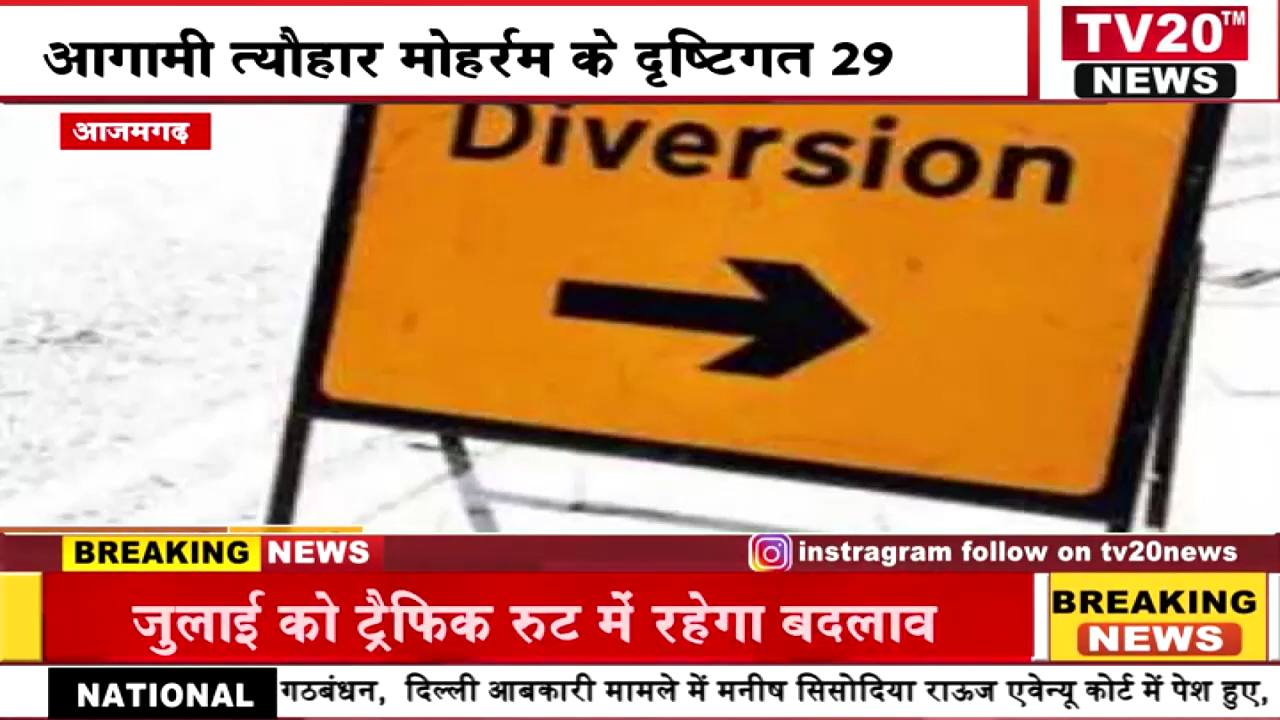 आगामी त्यौहार मोहर्रम के दृष्टिगत 29
TV20™
NEWS
आजमगढ़
Diversion
BREAKING NEWS
instragram follow on tv20news
जुलाई को ट्रैफिक रुट में रहेगा बदलाव
BREAKING
NEWS
NATIONAL
गठबंधन, दिल्ली आबकारी मामले में मनीष सिसोदिया राऊज एवेन्यू कोर्ट में पेश हुए,